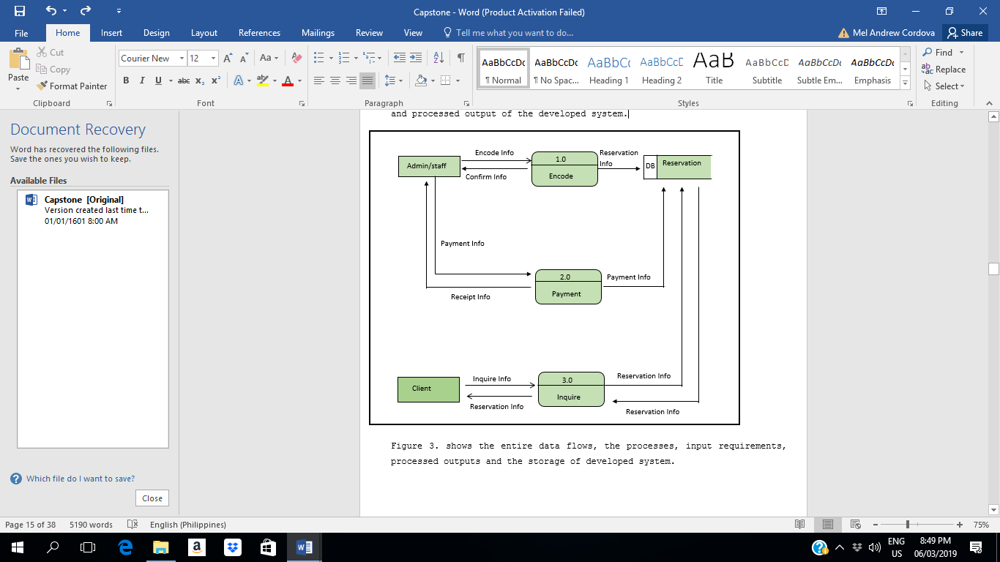 Capstone - Word (Product Activation Failed)
File Home Insert Design Layout References Mailings Review View Tell me what you want to do... Mel Andrew Cordova Share
Paste
Cut
Copy
Format Painter
Clipboard
Courier New 12
Aa
B I U abc x₂ x² A ab A
Font
Paragraph
AaBbCcDc AaBbCcDc AaBbCc AaBbCcD AaB AaBbCcD AaBbCcDc AaBbCcDc
¶ Normal ¶ No Spac... Heading 1 Heading 2 Title Subtitle Subtle Em... Emphasis
Styles
Find
Replace
Select
Editing
Document Recovery
Word has recovered the following files.
Save the ones you wish to keep.
Available Files
Capstone [Original]
Version created last time t...
01/01/1601 8:00 AM
Which file do I want to save?
Close
and processed output of the developed system.
Admin/staff
Encode Info
Confirm Info
1.0
Encode
Reservation
Info
DB
Reservation
Payment Info
Receipt Info
2.0
Payment
Payment Info
Client
Inquire Info
Reservation Info
3.0
Inquire
Reservation Info
Reservation Info
Figure 3. shows the entire data flows, the processes, input requirements,
processed outputs and the storage of developed system.
Page 15 of 38 5190 words English (Philippines) 75%
ENG
US
8:49 PM
06/03/2019